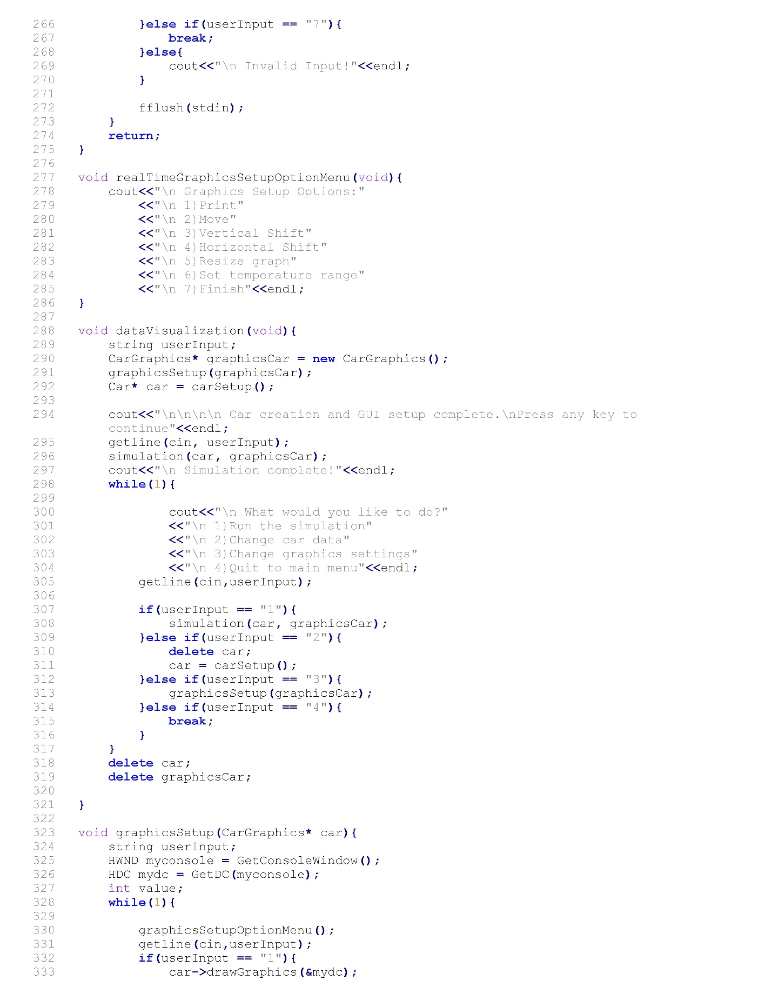 266 }else if(userInput == "7"){
267 break;
268 }else{
269 cout<<"\n Invalid Input!"<<endl;
270 }
271
272 fflush(stdin);
273 }
274 return;
275 }
276
277 void realTimeGraphicsSetupOptionMenu(void){
278 cout<<"\n Graphics Setup Options:"
279 <<"\n 1)Print"
280 <<"\n 2)Move"
281 <<"\n 3)Vertical Shift"
282 <<"\n 4)Horizontal Shift"
283 <<"\n 5)Resize graph"
284 <<"\n 6)Set temperature range"
285 <<"\n 7)Finish"<<endl;
286 }
287
288 void dataVisualization(void){
289 string userInput;
290 CarGraphics* graphicsCar = new CarGraphics();
291 graphicsSetup(graphicsCar);
292 Car* car = carSetup();
293
294 cout<<"\n\n\n\n Car creation and GUI setup complete.\nPress any key to
continue"<<endl;
295 getline(cin, userInput);
296 simulation(car, graphicsCar);
297 cout<<"\n Simulation complete!"<<endl;
298 while(1){
299
300 cout<<"\n What would you like to do?"
301 <<"\n 1)Run the simulation"
302 <<"\n 2)Change car data"
303 <<"\n 3)Change graphics settings"
304 <<"\n 4)Quit to main menu"<<endl;
305 getline(cin,userInput);
306
307 if(userInput == "1"){
308 simulation(car, graphicsCar);
309 }else if(userInput == "2"){
310 delete car;
311 car = carSetup();
312 }else if(userInput == "3"){
313 graphicsSetup(graphicsCar);
314 }else if(userInput == "4"){
315 break;
316 }
317 }
318 delete car;
319 delete graphicsCar;
320
321 }
322
323 void graphicsSetup(CarGraphics* car){
324 string userInput;
325 HWND myconsole = GetConsoleWindow();
326 HDC mydc = GetDC(myconsole);
327 int value;
328 while(1){
329
330 graphicsSetupOptionMenu();
331 getline(cin,userInput);
332 if(userInput == "1"){
333 car->drawGraphics(&mydc);